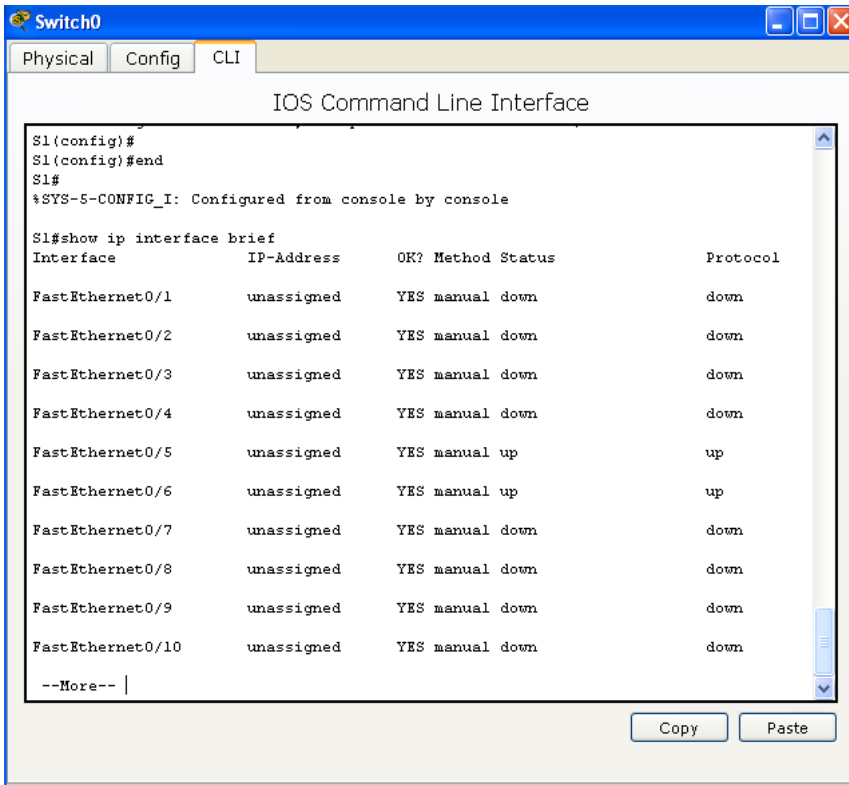 Switch0
Physical Config CLI
IOS Command Line Interface
S1(config)#
S1(config)#end
S1#
%SYS-5-CONFIG_I: Configured from console by console
S1#show ip interface brief
Interface IP-Address OK? Method Status Protocol
FastEthernet0/1 unassigned YES manual down down
FastEthernet0/2 unassigned YES manual down down
FastEthernet0/3 unassigned YES manual down down
FastEthernet0/4 unassigned YES manual down down
FastEthernet0/5 unassigned YES manual up up
FastEthernet0/6 unassigned YES manual up up
FastEthernet0/7 unassigned YES manual down down
FastEthernet0/8 unassigned YES manual down down
FastEthernet0/9 unassigned YES manual down down
FastEthernet0/10 unassigned YES manual down down
--More--
Copy Paste